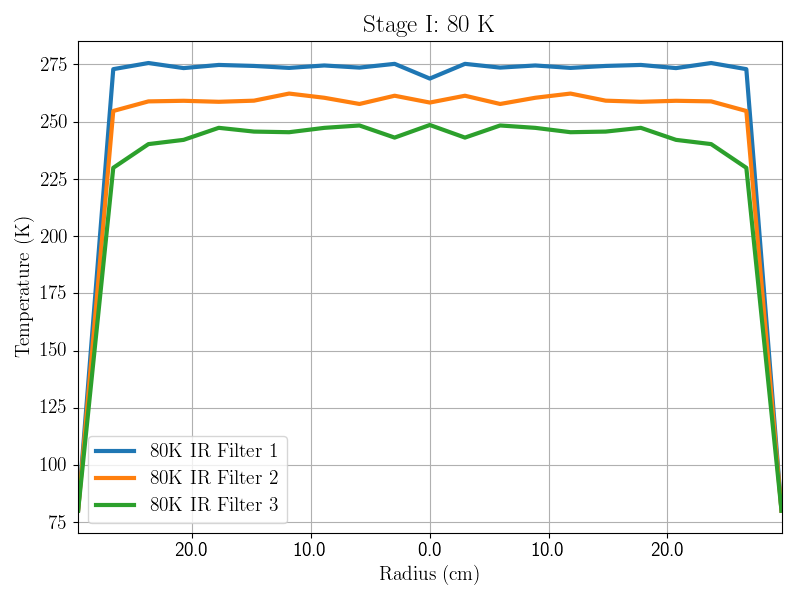 Stage I: 80 K
Temperature (K)
275
250
225
200
175
150
125
100
75
80K IR Filter 1
80K IR Filter 2
80K IR Filter 3
20.0 10.0 0.0 10.0 20.0
Radius (cm)